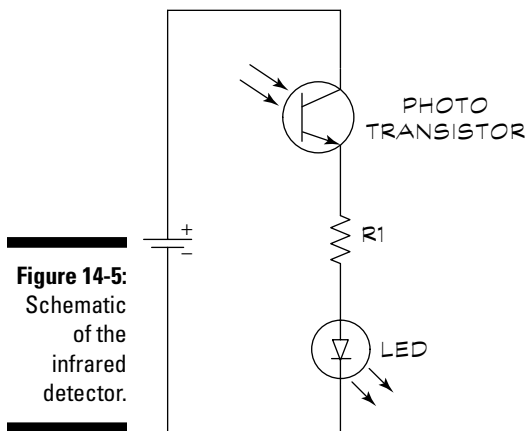 PHOTO
TRANSISTOR
+
R1
−
Figure 14-5:
Schematic
of the
infrared
detector.
LED